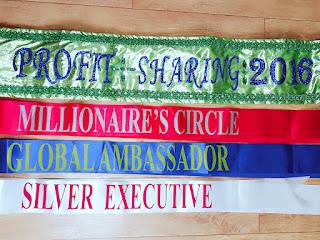 PROFIT : SHARING : 2016
MILLIONAIRE'S CIRCLE
GLOBAL AMBASSADOR
SILVER EXECUTIVE